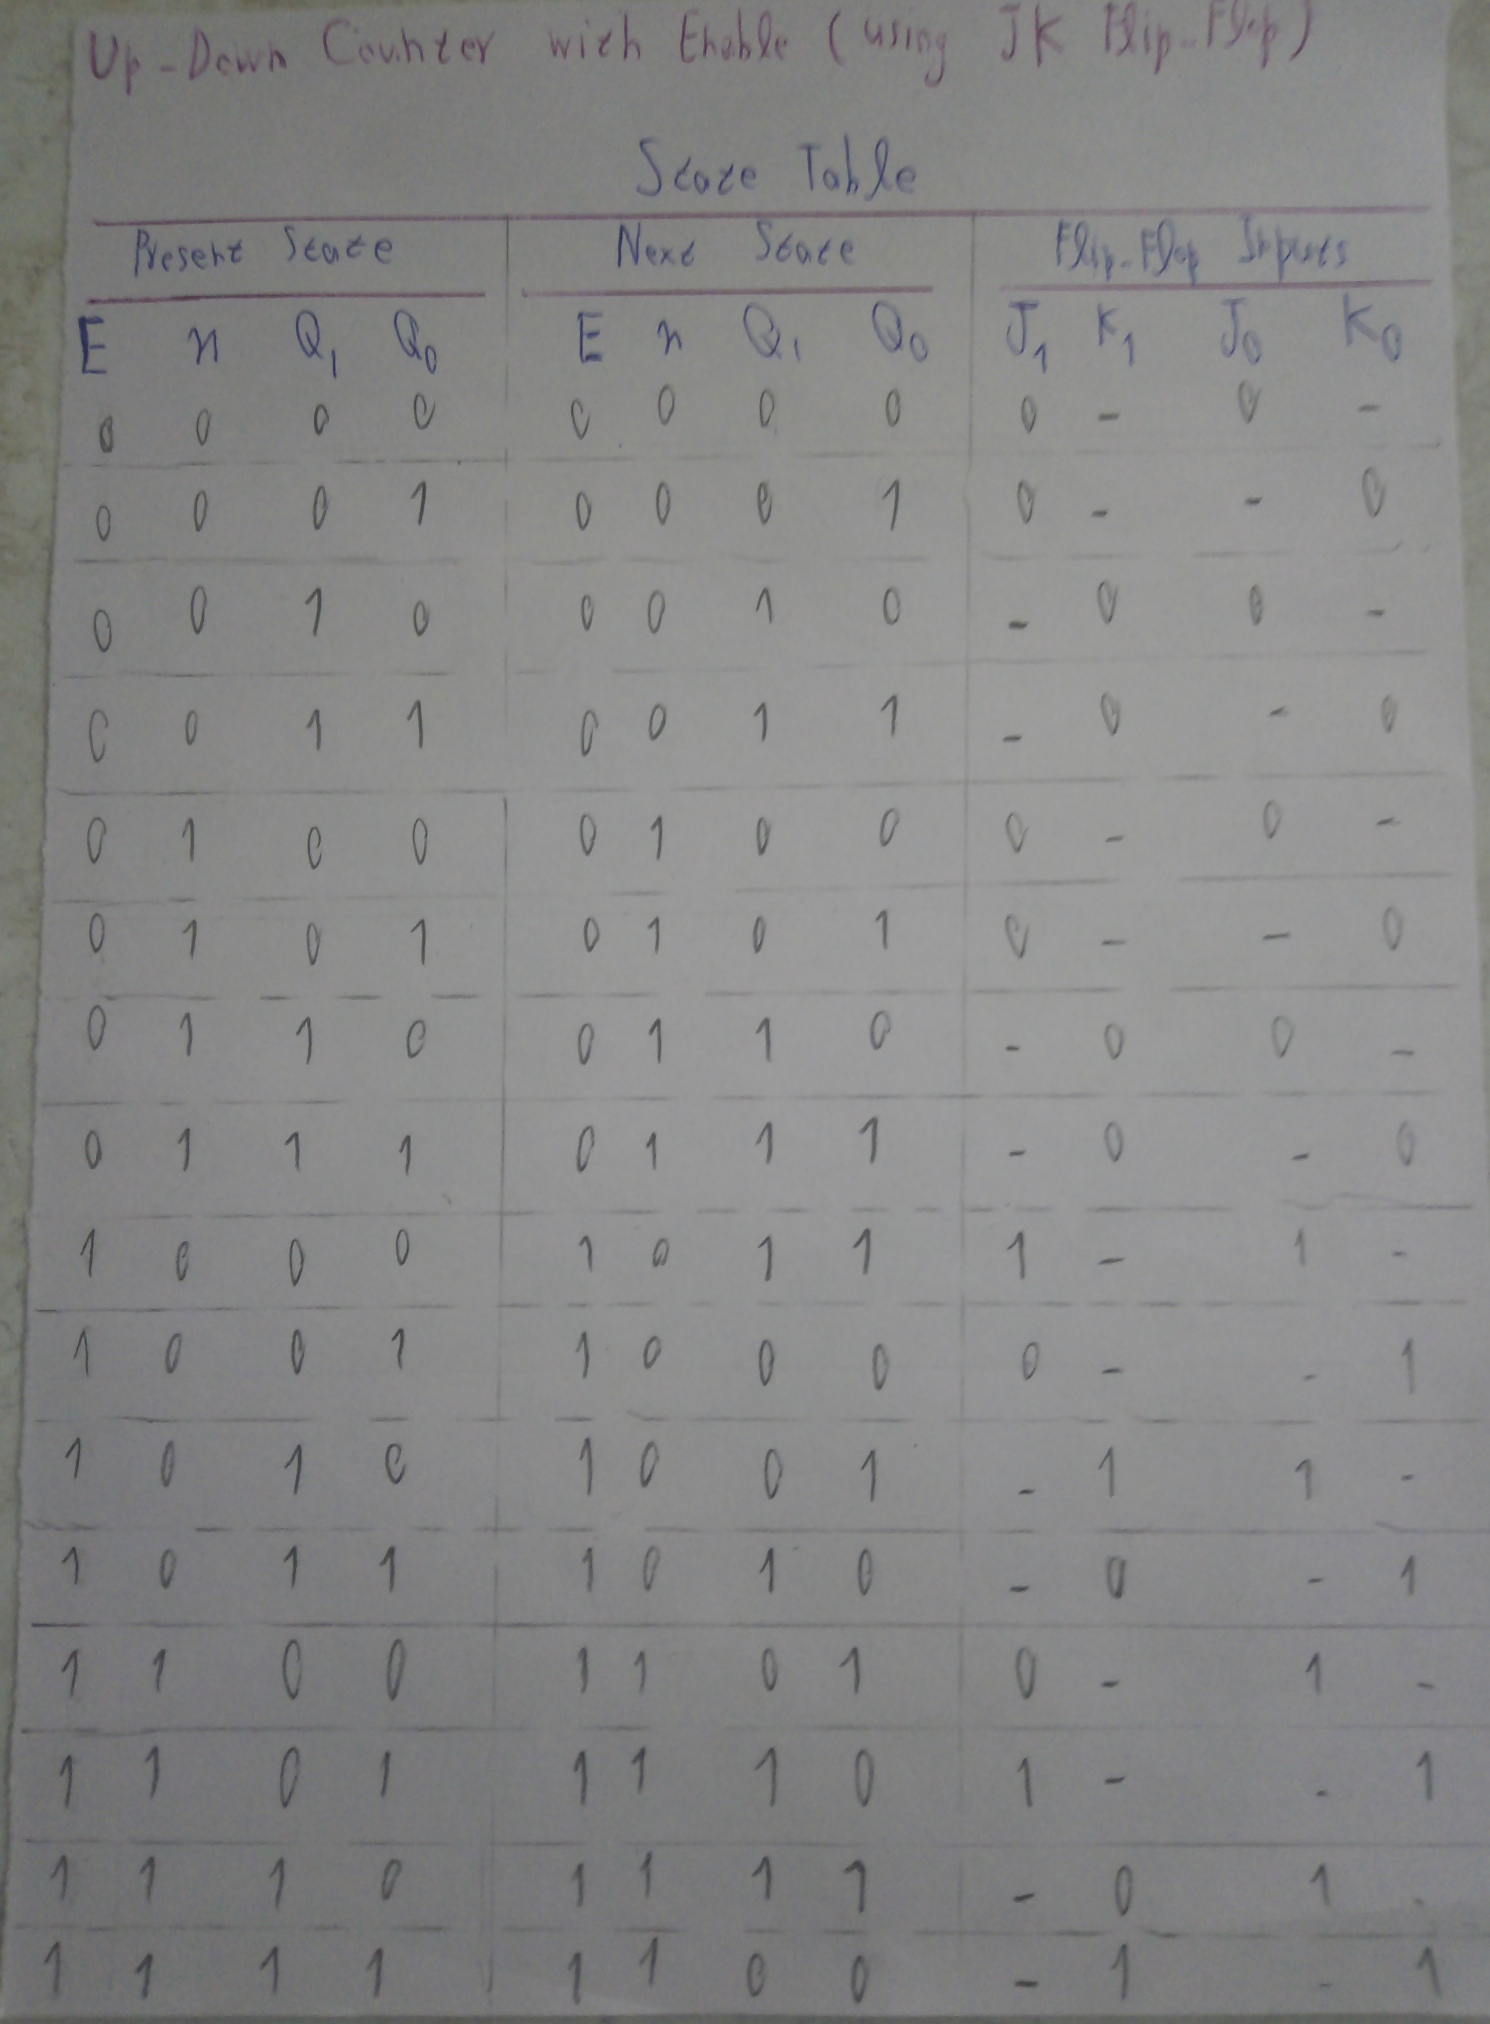 Up-Down Counter with Enable (using JK Flip-Flop)
State Table
Present State Next State Flip-Flop Inputs
E x Q1 Q0 E x Q1 Q0 J1 K1 J0 K0
0 0 0 0 0 0 0 0 0 - 0 -
0 0 0 1 0 0 0 1 0 - - 0
0 0 1 0 0 0 1 0 - 0 0 -
0 0 1 1 0 0 1 1 - 0 - 0
0 1 0 0 0 1 0 0 0 - 0 -
0 1 0 1 0 1 0 1 0 - - 0
0 1 1 0 0 1 1 0 - 0 0 -
0 1 1 1 0 1 1 1 - 0 - 0
1 0 0 0 1 0 1 1 1 - 1 -
1 0 0 1 1 0 0 0 0 - - 1
1 0 1 0 1 0 0 1 - 1 1 -
1 0 1 1 1 0 1 0 - 0 - 1
1 1 0 0 1 1 0 1 0 - 1 -
1 1 0 1 1 1 1 0 1 - - 1
1 1 1 0 1 1 1 1 - 0 1 -
1 1 1 1 1 1 0 0 - 1 - 1